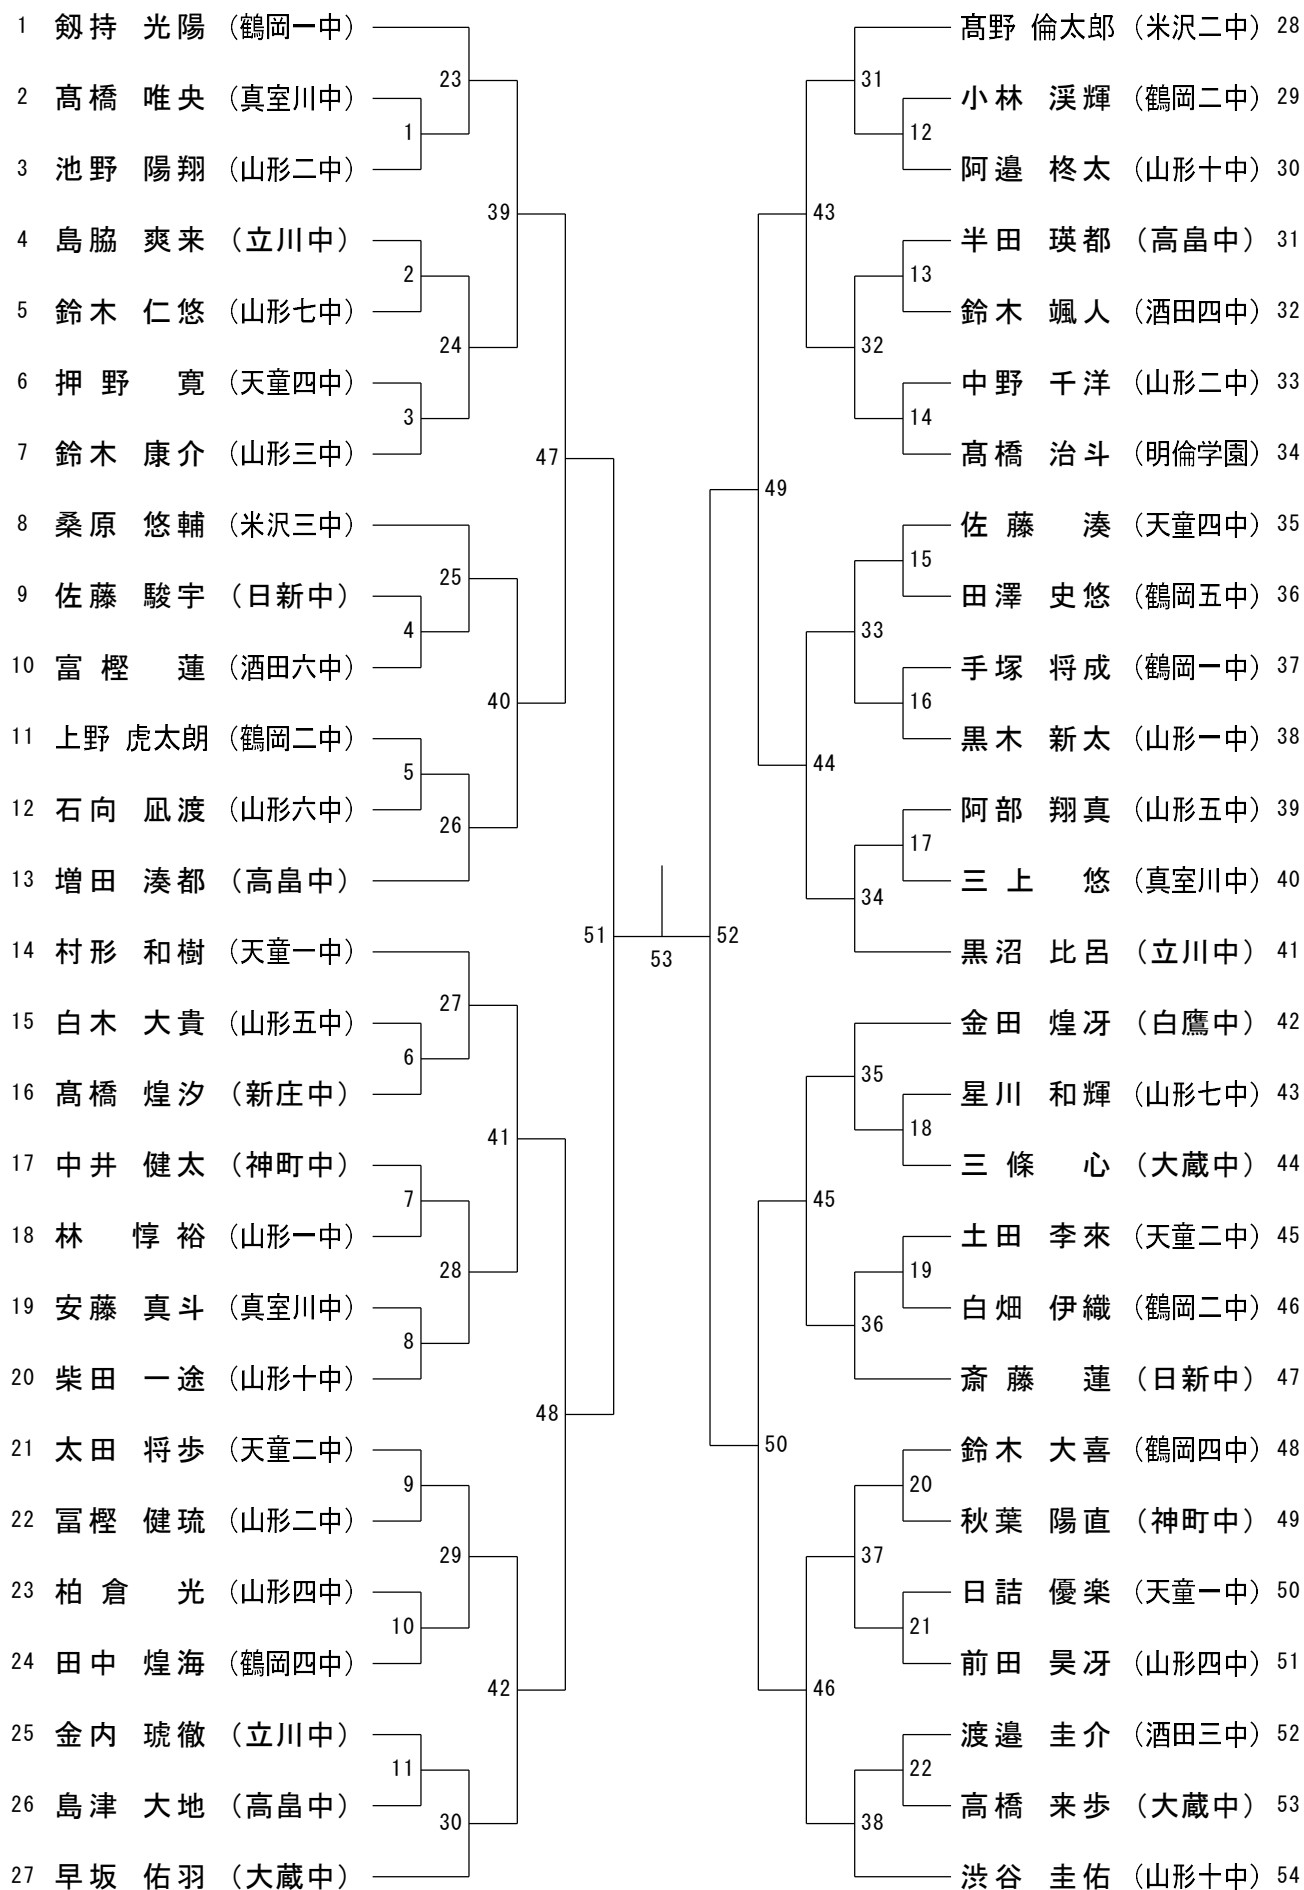 1 剱持 光陽 (鶴岡一中)
2 髙橋 唯央 (真室川中)
3 池野 陽翔 (山形二中)
4 島脇 爽来 (立川中)
5 鈴木 仁悠 (山形七中)
6 押野 寛 (天童四中)
7 鈴木 康介 (山形三中)
8 桑原 悠輔 (米沢三中)
9 佐藤 駿宇 (日新中)
10 富樫 蓮 (酒田六中)
11 上野 虎太朗 (鶴岡二中)
12 石向 凪渡 (山形六中)
13 増田 湊都 (高畠中)
14 村形 和樹 (天童一中)
15 白木 大貴 (山形五中)
16 髙橋 煌汐 (新庄中)
17 中井 健太 (神町中)
18 林 惇裕 (山形一中)
19 安藤 真斗 (真室川中)
20 柴田 一途 (山形十中)
21 太田 将歩 (天童二中)
22 冨樫 健琉 (山形二中)
23 柏倉 光 (山形四中)
24 田中 煌海 (鶴岡四中)
25 金内 琥徹 (立川中)
26 島津 大地 (高畠中)
27 早坂 佑羽 (大蔵中)
1
2
3
4
5
6
7
8
9
10
11
23
24
25
26
27
28
29
30
39
40
41
42
47
48
51
53
52
49
50
43
44
45
46
31
32
33
34
35
36
37
38
12
13
14
15
16
17
18
19
20
21
22
髙野 倫太郎 (米沢二中) 28
小林 渓輝 (鶴岡二中) 29
阿邉 柊太 (山形十中) 30
半田 瑛都 (高畠中) 31
鈴木 颯人 (酒田四中) 32
中野 千洋 (山形二中) 33
髙橋 治斗 (明倫学園) 34
佐藤 湊 (天童四中) 35
田澤 史悠 (鶴岡五中) 36
手塚 将成 (鶴岡一中) 37
黒木 新太 (山形一中) 38
阿部 翔真 (山形五中) 39
三上 悠 (真室川中) 40
黒沼 比呂 (立川中) 41
金田 煌冴 (白鷹中) 42
星川 和輝 (山形七中) 43
三條 心 (大蔵中) 44
土田 李來 (天童二中) 45
白畑 伊織 (鶴岡二中) 46
斎藤 蓮 (日新中) 47
鈴木 大喜 (鶴岡四中) 48
秋葉 陽直 (神町中) 49
日詰 優楽 (天童一中) 50
前田 昊冴 (山形四中) 51
渡邉 圭介 (酒田三中) 52
高橋 来歩 (大蔵中) 53
渋谷 圭佑 (山形十中) 54